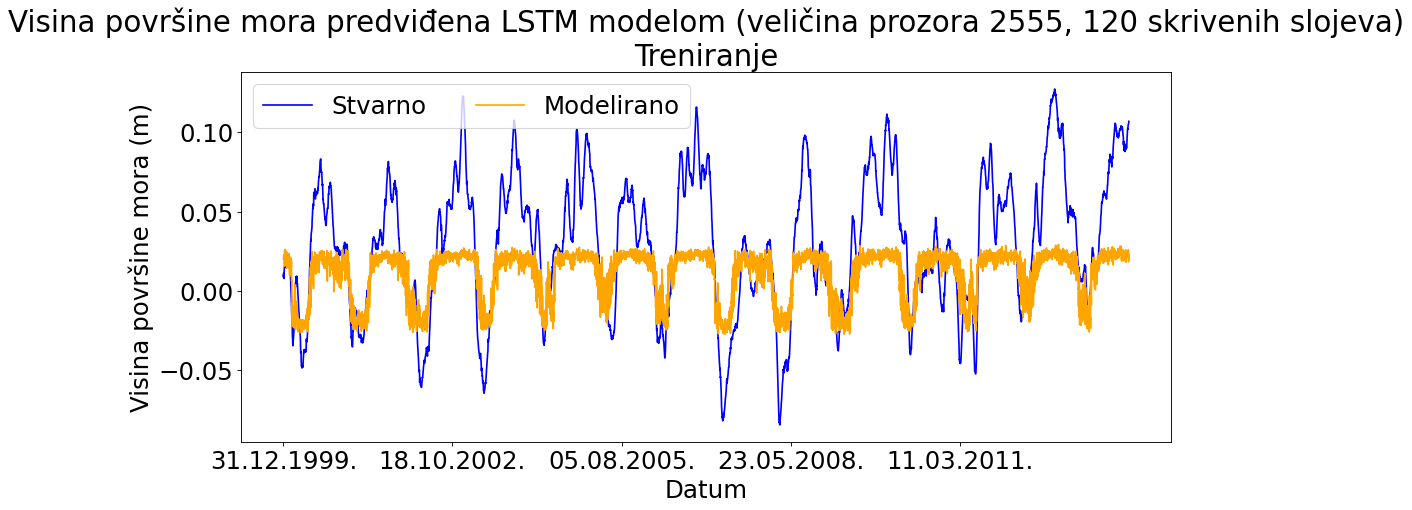 Visina površine mora predviđena LSTM modelom (veličina prozora 2555, 120 skrivenih slojeva)
Treniranje
Stvarno
Modelirano
Visina površine mora (m)
0.10
0.05
0.00
−0.05
31.12.1999.
18.10.2002.
05.08.2005.
23.05.2008.
11.03.2011.
Datum